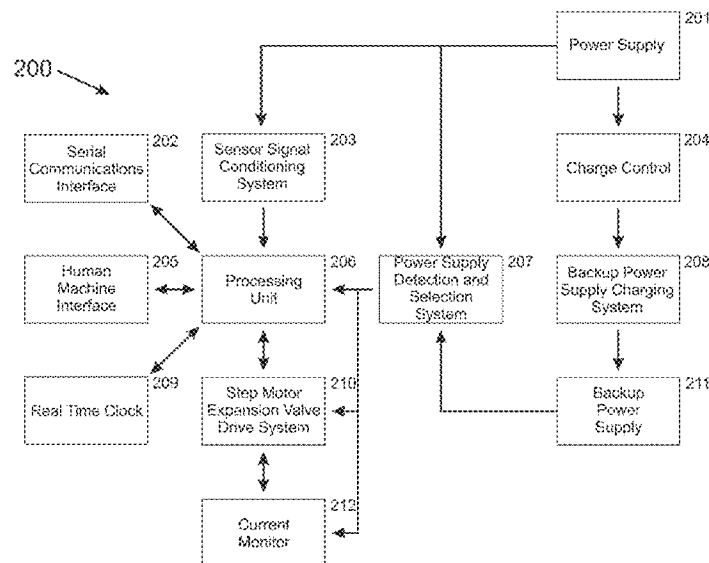 201
Power Supply
200
202
Serial
Communications
Interface
203
Sensor Signal
Conditioning
System
204
Charge Control
205
Human
Machine
Interface
206
Processing
Unit
207
Power Supply
Detection and
Selection
System
208
Backup Power
Supply Charging
System
209
Real Time Clock
210
Step Motor
Expansion Valve
Drive System
211
Backup
Power
Supply
212
Current
Monitor